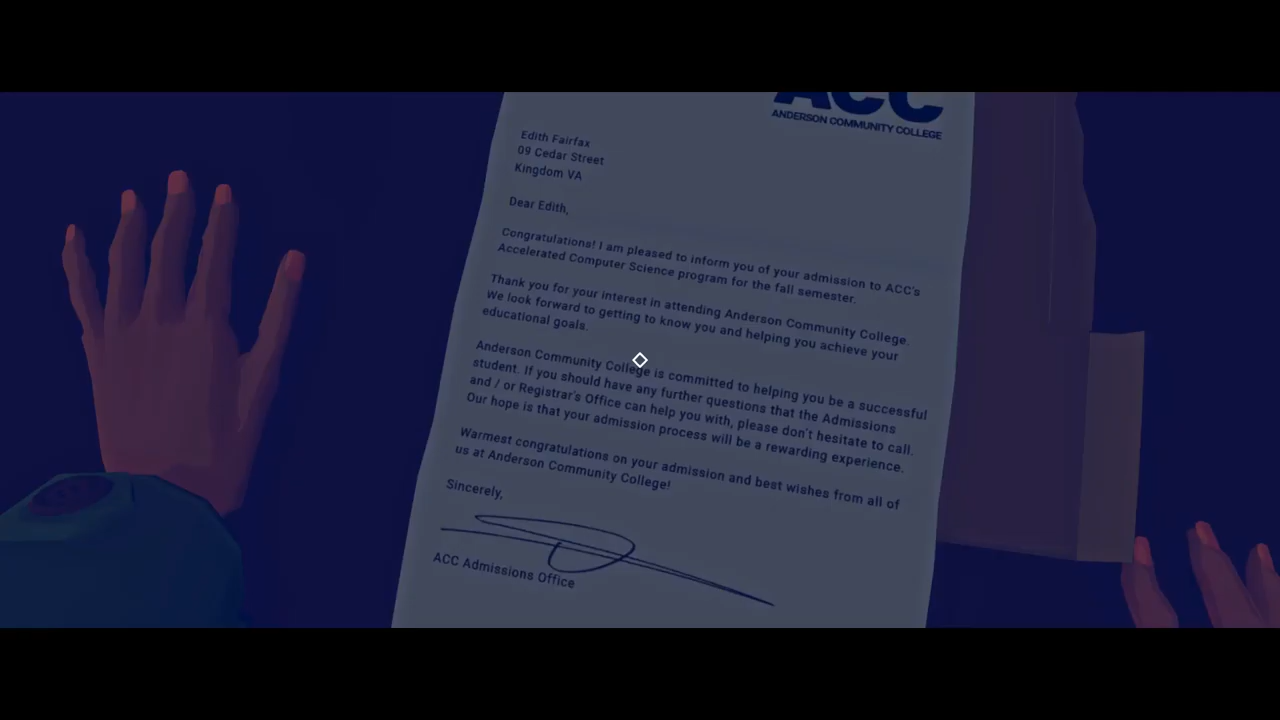 ACC
ANDERSON COMMUNITY COLLEGE
Edith Fairfax
09 Cedar Street
Kingdom VA
Dear Edith,
Congratulations! I am pleased to inform you of your admission to ACC's
Accelerated Computer Science program for the fall semester.
Thank you for your interest in attending Anderson Community College.
We look forward to getting to know you and helping you achieve your
educational goals.
Anderson Community College is committed to helping you be a successful
student. If you should have any further questions that the Admissions
and / or Registrar's Office can help you with, please don't hesitate to call.
Our hope is that your admission process will be a rewarding experience.
Warmest congratulations on your admission and best wishes from all of
us at Anderson Community College!
Sincerely,
ACC Admissions Office